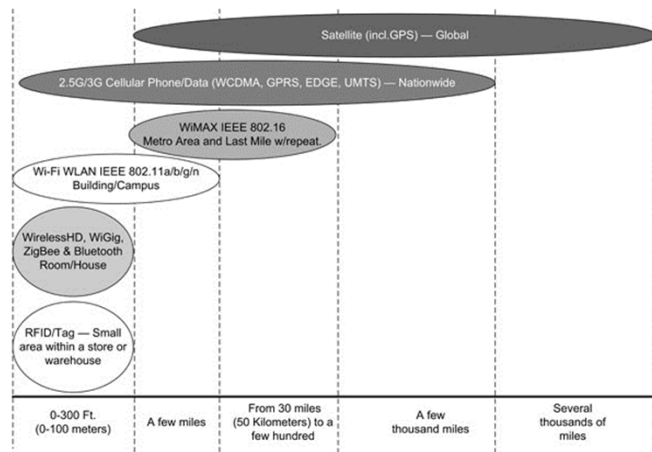 Satellite (incl.GPS) — Global
2.5G/3G Cellular Phone/Data (WCDMA, GPRS, EDGE, UMTS) — Nationwide
WiMAX IEEE 802.16
Metro Area and Last Mile w/repeat.
Wi-Fi WLAN IEEE 802.11a/b/g/n
Building/Campus
WirelessHD, WiGig,
ZigBee & Bluetooth
Room/House
RFID/Tag — Small
area within a store or
warehouse
0-300 Ft.
(0-100 meters)
A few miles
From 30 miles
(50 Kilometers) to a
few hundred
A few
thousand miles
Several
thousands of
miles